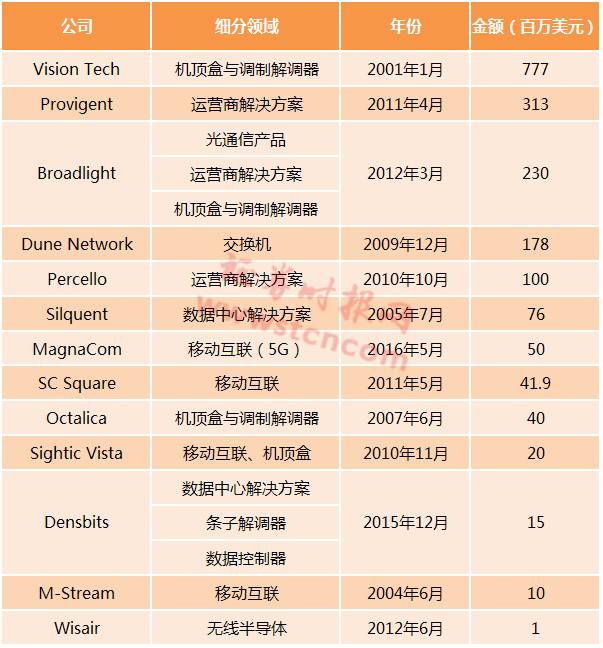 公司 细分领域 年份 金额（百万美元）
Vision Tech 机顶盒与调制解调器 2001年1月 777
Provigent 运营商解决方案 2011年4月 313
光通信产品
Broadlight 运营商解决方案 2012年3月 230
机顶盒与调制解调器
Dune Network 交换机 2009年12月 178
Percello 运营商解决方案 2010年10月 100
证券时报网
www.stcn.com
Silquent 数据中心解决方案 2005年7月 76
MagnaCom 移动互联（5G） 2016年5月 50
SC Square 移动互联 2011年5月 41.9
Octalica 机顶盒与调制解调器 2007年6月 40
Sightic Vista 移动互联、机顶盒 2010年11月 20
数据中心解决方案
Densbits 条子解调器 2015年12月 15
数据控制器
M-Stream 移动互联 2004年6月 10
Wisair 无线半导体 2012年6月 1